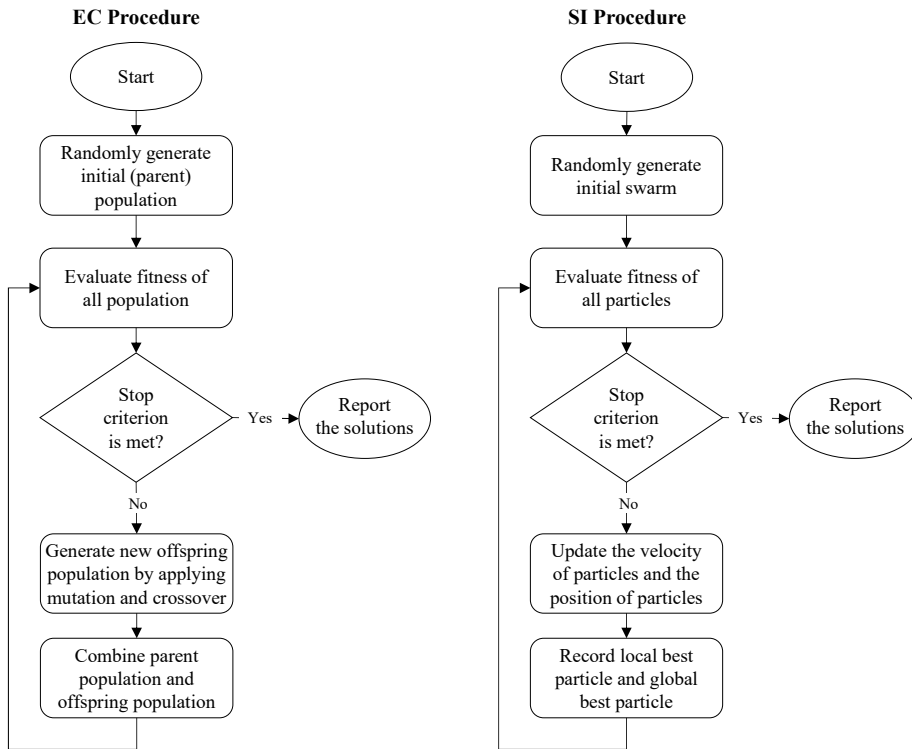 EC Procedure
Start
Randomly generate
initial (parent)
population
Evaluate fitness of
all population
Stop
criterion
is met?
Yes
Report
the solutions
No
Generate new offspring
population by applying
mutation and crossover
Combine parent
population and
offspring population
SI Procedure
Start
Randomly generate
initial swarm
Evaluate fitness of
all particles
Stop
criterion
is met?
Yes
Report
the solutions
No
Update the velocity
of particles and the
position of particles
Record local best
particle and global
best particle